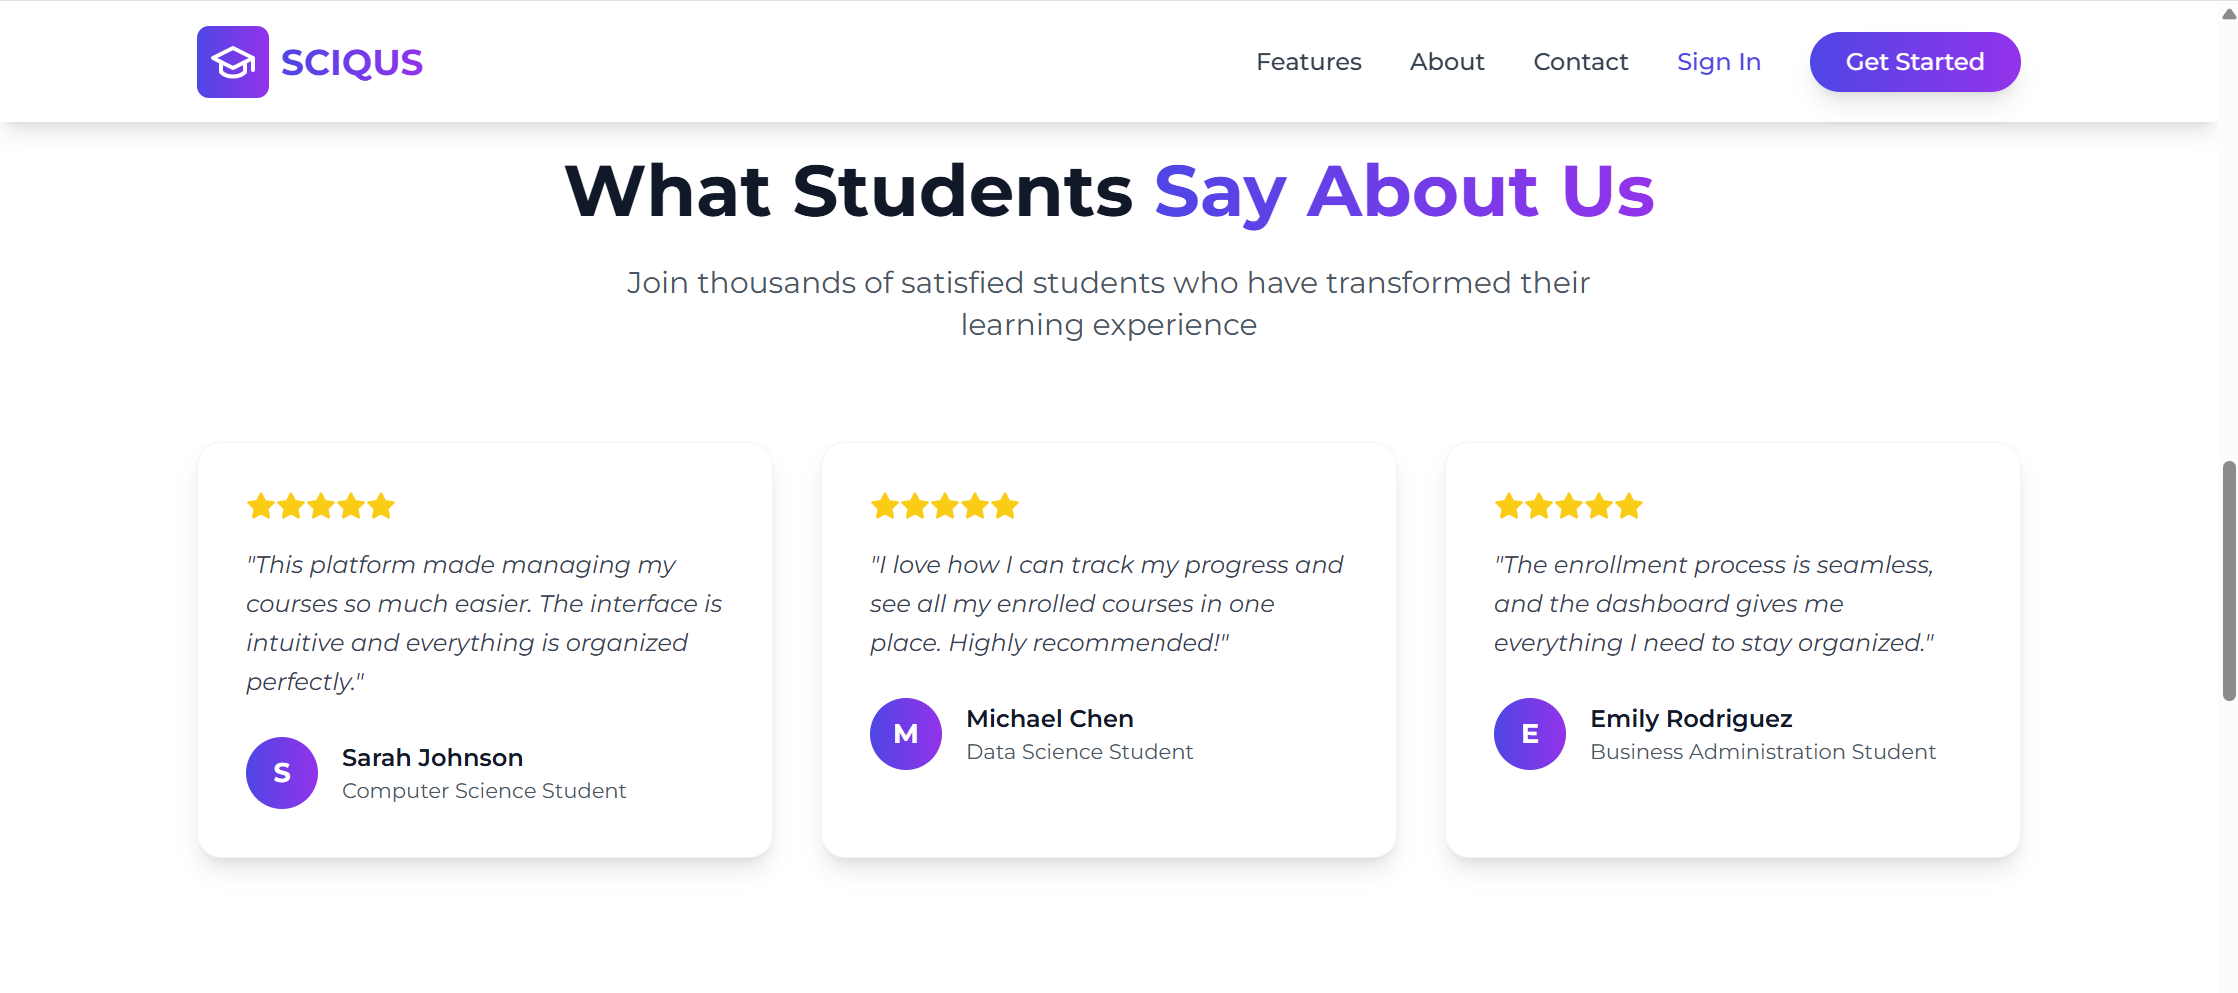 SCIQUS
Features
About
Contact
Sign In
Get Started
What Students Say About Us
Join thousands of satisfied students who have transformed their
learning experience
"This platform made managing my
courses so much easier. The interface is
intuitive and everything is organized
perfectly."
S
Sarah Johnson
Computer Science Student
"I love how I can track my progress and
see all my enrolled courses in one
place. Highly recommended!"
M
Michael Chen
Data Science Student
"The enrollment process is seamless,
and the dashboard gives me
everything I need to stay organized."
E
Emily Rodriguez
Business Administration Student